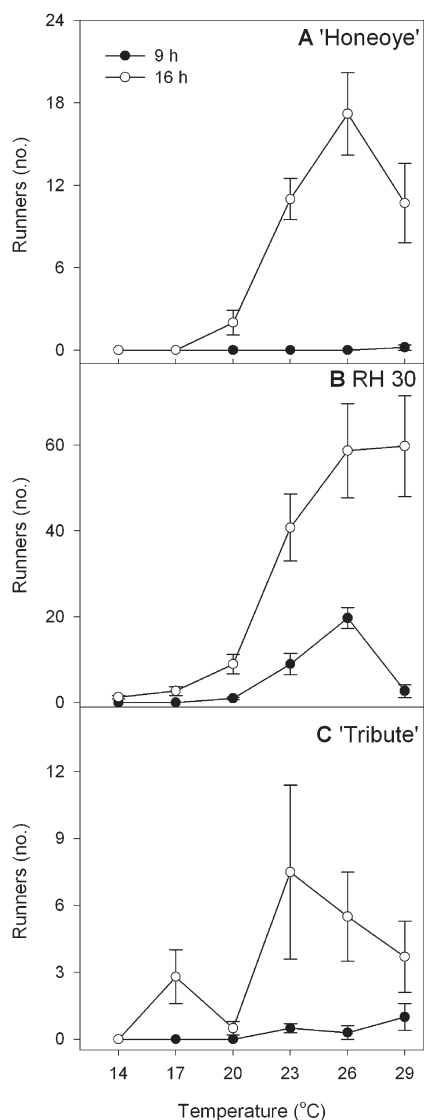 A 'Honeoye'
9 h
16 h
24
18
12
6
0
Runners (no.)
B RH 30
60
40
20
0
Runners (no.)
C 'Tribute'
12
9
6
3
0
Runners (no.)
14 17 20 23 26 29
Temperature (°C)